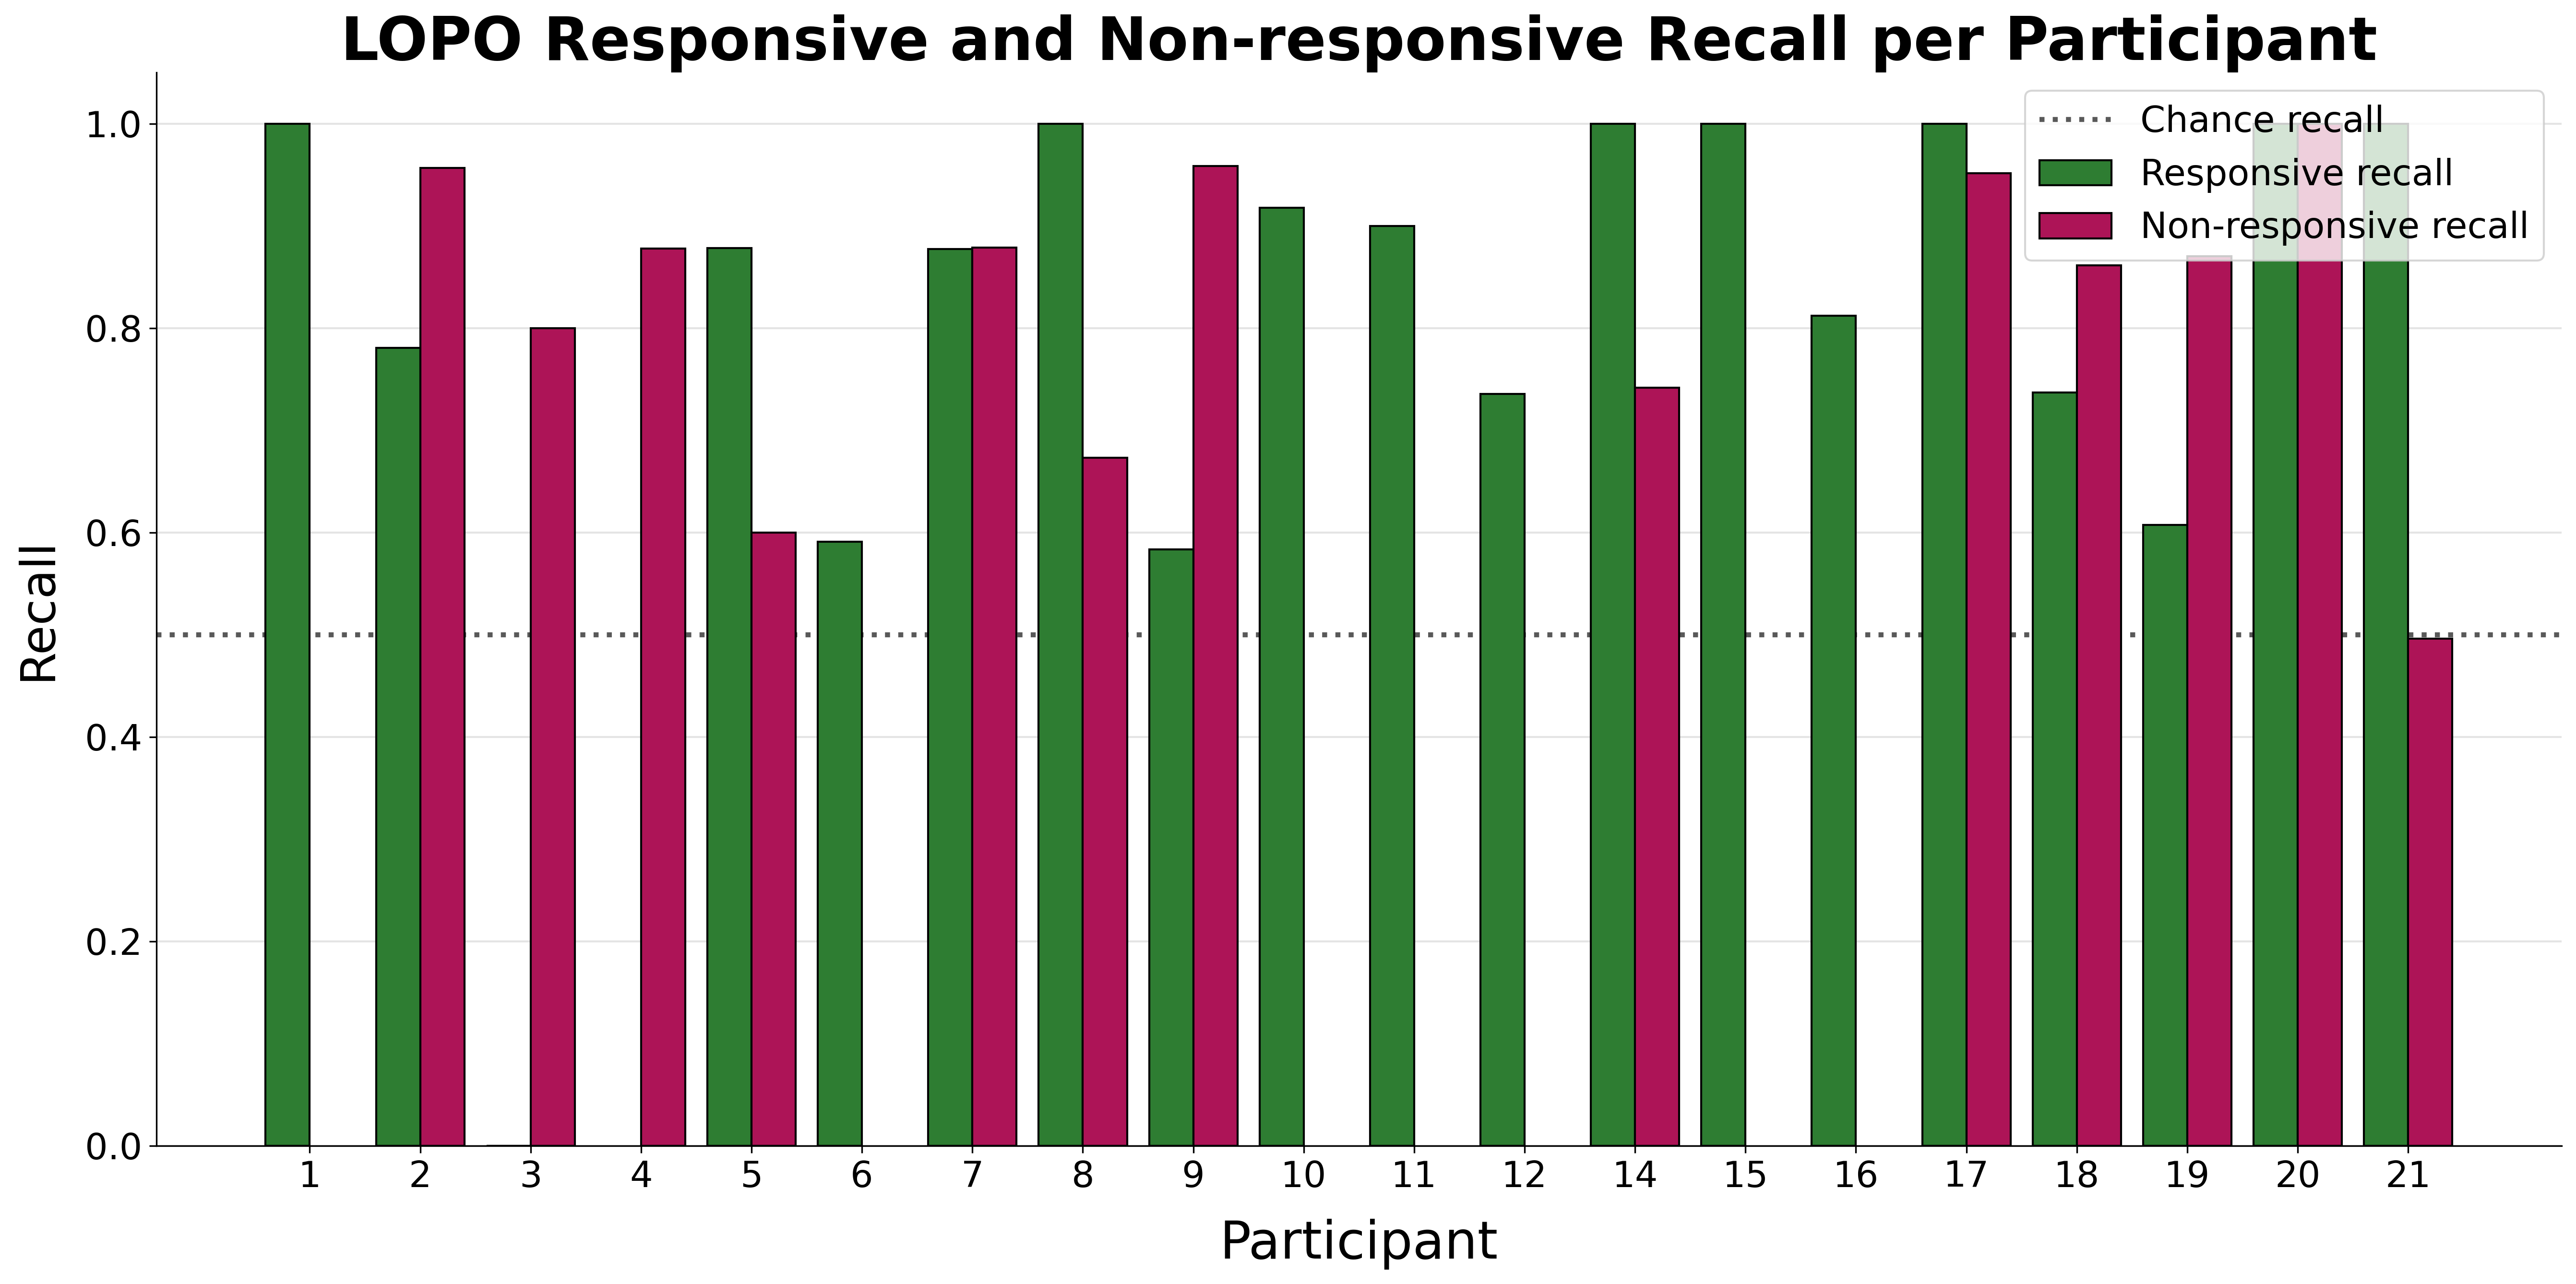 LOPO Responsive and Non-responsive Recall per Participant
Chance recall
Responsive recall
Non-responsive recall
Recall
1.0
0.8
0.6
0.4
0.2
0.0
1 2 3 4 5 6 7 8 9 10 11 12 14 15 16 17 18 19 20 21
Participant